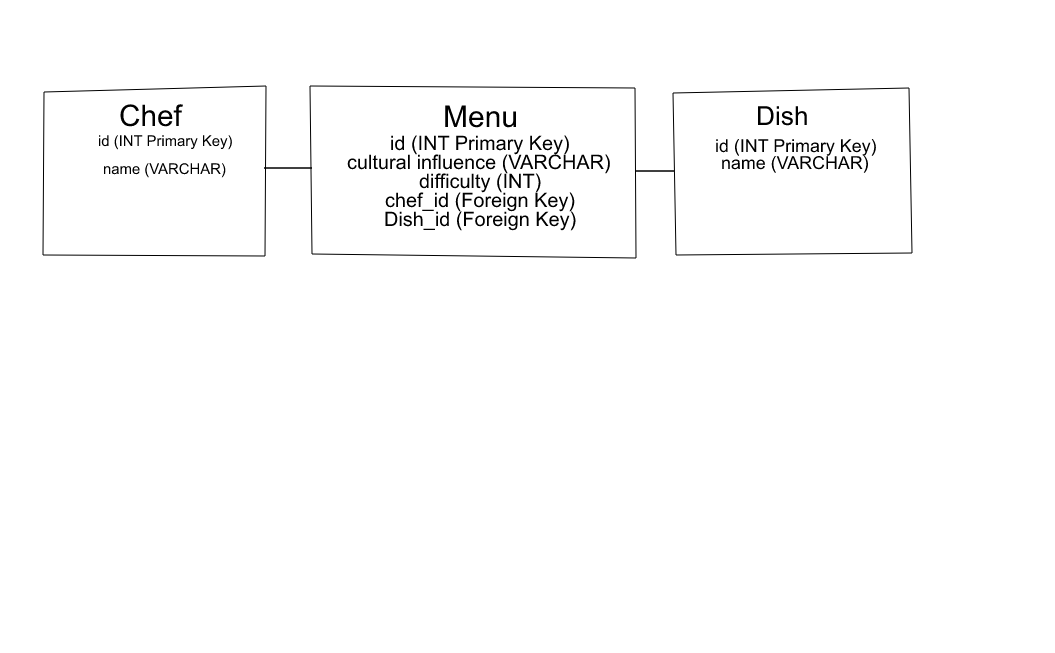 Chef
id (INT Primary Key)
name (VARCHAR)
Menu
id (INT Primary Key)
cultural influence (VARCHAR)
difficulty (INT)
chef_id (Foreign Key)
Dish_id (Foreign Key)
Dish
id (INT Primary Key)
name (VARCHAR)